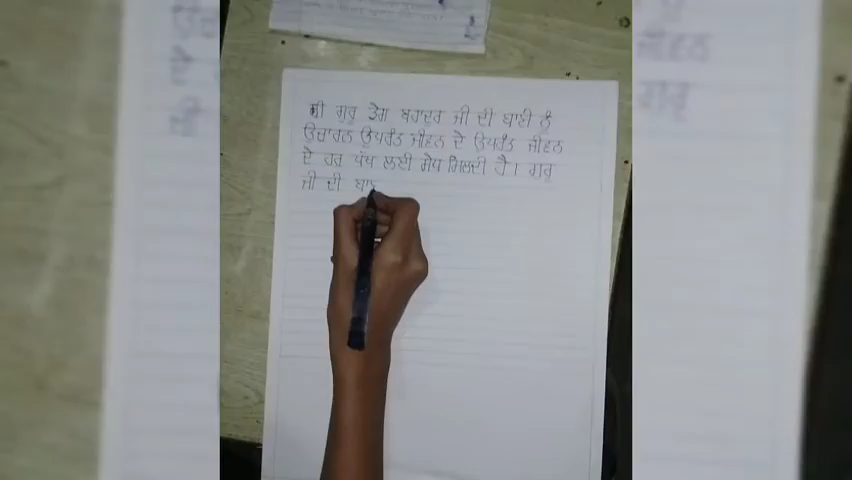 ਸ੍ਰੀ ਗੁਰੂ ਤੇਗ ਬਹਾਦਰ ਜੀ ਦੀ ਬਾਣੀ ਨੂੰ
ਉਚਾਰਨ ਉਪਰੰਤ ਜੀਵਨ ਦੇ ਉਪਰੰਤ ਜੀਵਨ
ਦੇ ਹਰ ਪੱਖ ਲਈ ਸੇਧ ਮਿਲਦੀ ਹੈ। ਗੁਰੂ
ਜੀ ਦੀ